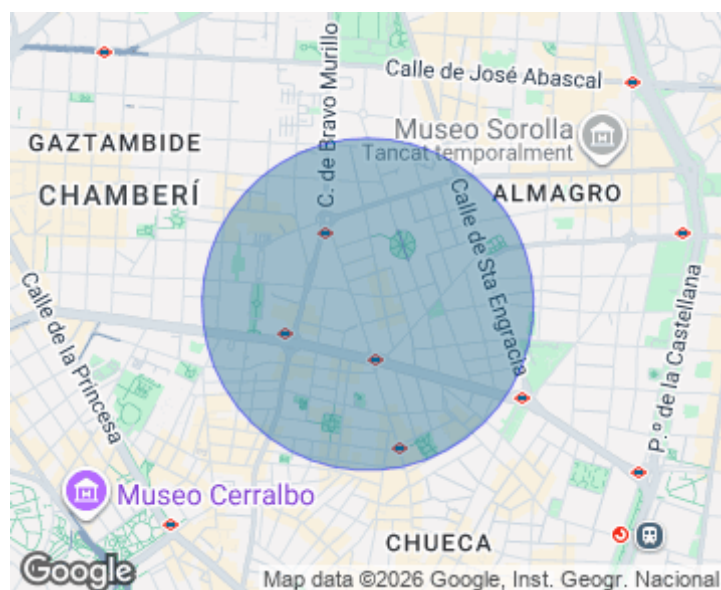 C. de Bravo Murillo
Calle de José Abascal
GAZTAMBIDE
Museo Sorolla
Tancat temporalment
CHAMBERÍ
ALMAGRO
Calle de Sta Engracia
Calle de la Princesa
P.º de la Castellana
Museo Cerralbo
CHUECA
Google
Map data ©2026 Google, Inst. Geogr. Nacional